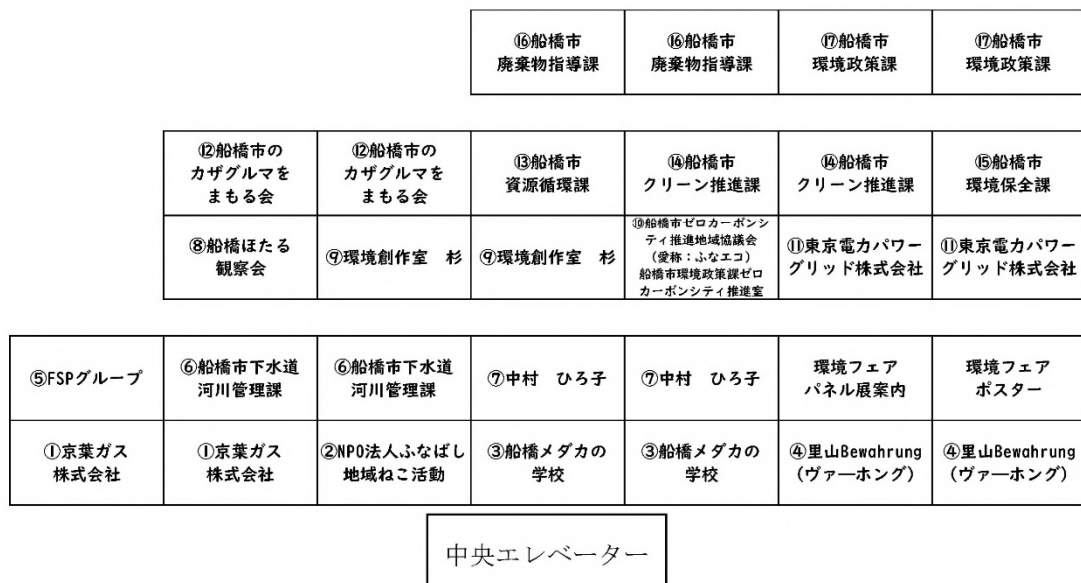 ⑯船橋市
廃棄物指導課
⑯船橋市
廃棄物指導課
⑰船橋市
環境政策課
⑰船橋市
環境政策課
⑫船橋市の
カザグルマを
まもる会
⑫船橋市の
カザグルマを
まもる会
⑬船橋市
資源循環課
⑭船橋市
クリーン推進課
⑭船橋市
クリーン推進課
⑮船橋市
環境保全課
⑧船橋ほたる
観察会
⑨環境創作室　杉
⑨環境創作室　杉
⑩船橋市ゼロカーボンシ
ティ推進地域協議会
（愛称：ふなエコ）
船橋市環境政策課ゼロ
カーボンシティ推進室
⑪東京電力パワー
グリッド株式会社
⑪東京電力パワー
グリッド株式会社
⑤FSPグループ
⑥船橋市下水道
河川管理課
⑥船橋市下水道
河川管理課
⑦中村　ひろ子
⑦中村　ひろ子
環境フェア
パネル展案内
環境フェア
ポスター
①京葉ガス
株式会社
①京葉ガス
株式会社
②NPO法人ふなばし
地域ねこ活動
③船橋メダカの
学校
③船橋メダカの
学校
④里山Bewahrung
（ヴァーホング）
④里山Bewahrung
（ヴァーホング）
中央エレベーター